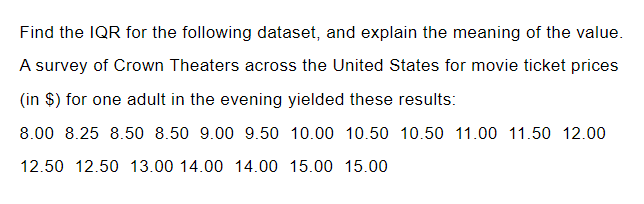 Find the IQR for the following dataset, and explain the meaning of the value.
A survey of Crown Theaters across the United States for movie ticket prices
(in $) for one adult in the evening yielded these results:
8.00 8.25 8.50 8.50 9.00 9.50 10.00 10.50 10.50 11.00 11.50 12.00
12.50 12.50 13.00 14.00 14.00 15.00 15.00